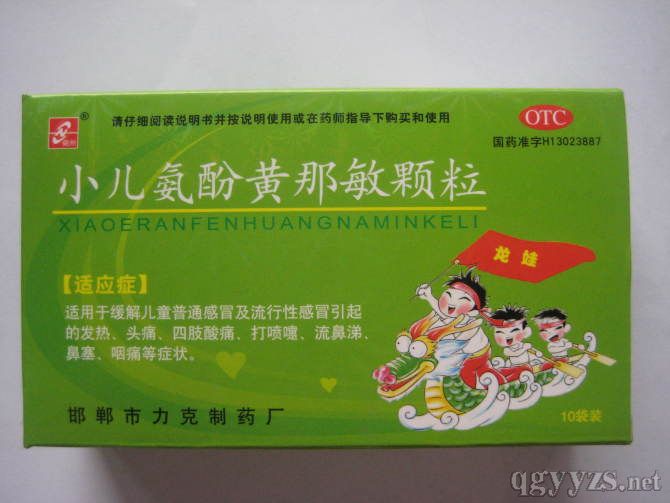 请仔细阅读说明书并按说明使用或在药师指导下购买和使用
OTC
国药准字H13023887
®
小儿氨酚黄那敏颗粒
XIAOERANFENHUANGNAMINKELI
龙娃
【适应症】
适用于缓解儿童普通感冒及流行性感冒引起
的发热、头痛、四肢酸痛、打喷嚏、流鼻涕、
鼻塞、咽痛等症状。
邯郸市力克制药厂
10袋装
qgyyzs.net